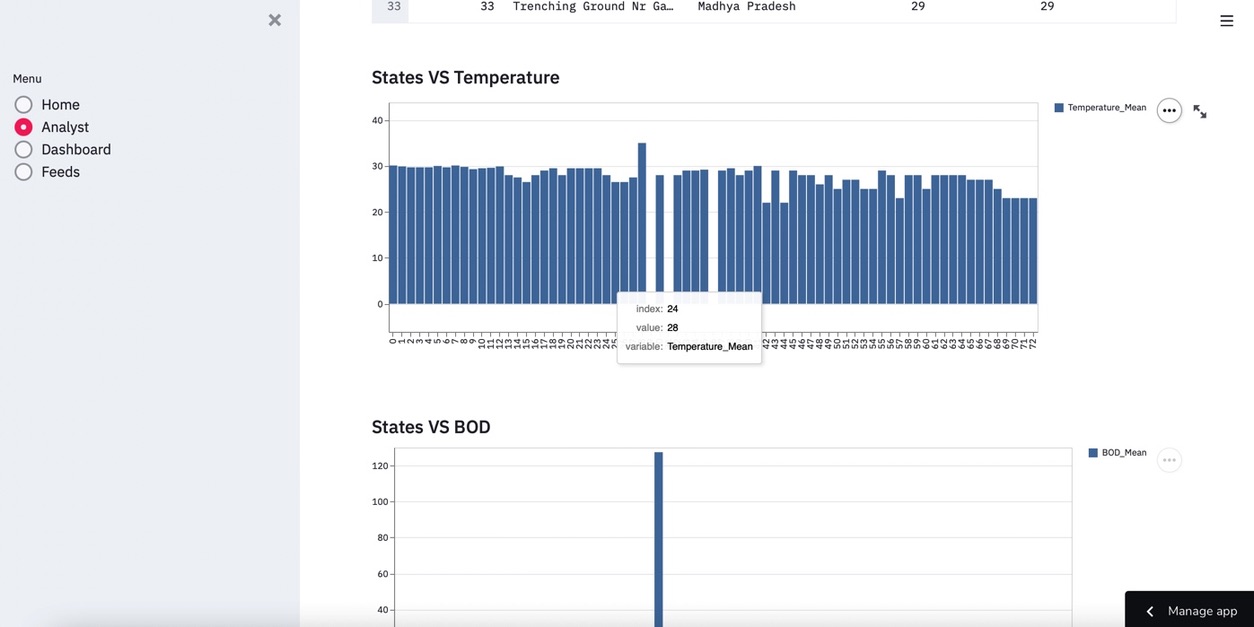 33 33 Trenching Ground Nr Ga… Madhya Pradesh 29 29
Menu
Home
Analyst
Dashboard
Feeds
States VS Temperature
Temperature_Mean
40
30
20
10
0
index: 24
value: 28
variable: Temperature_Mean
0 1 2 3 4 5 6 7 8 9 10 11 12 13 14 15 16 17 18 19 20 21 22 23 24 42 43 44 45 46 47 48 49 50 51 52 53 54 55 56 57 58 59 60 61 62 63 64 65 66 67 68 69 70 71 72
States VS BOD
BOD_Mean
120
100
80
60
40
Manage app